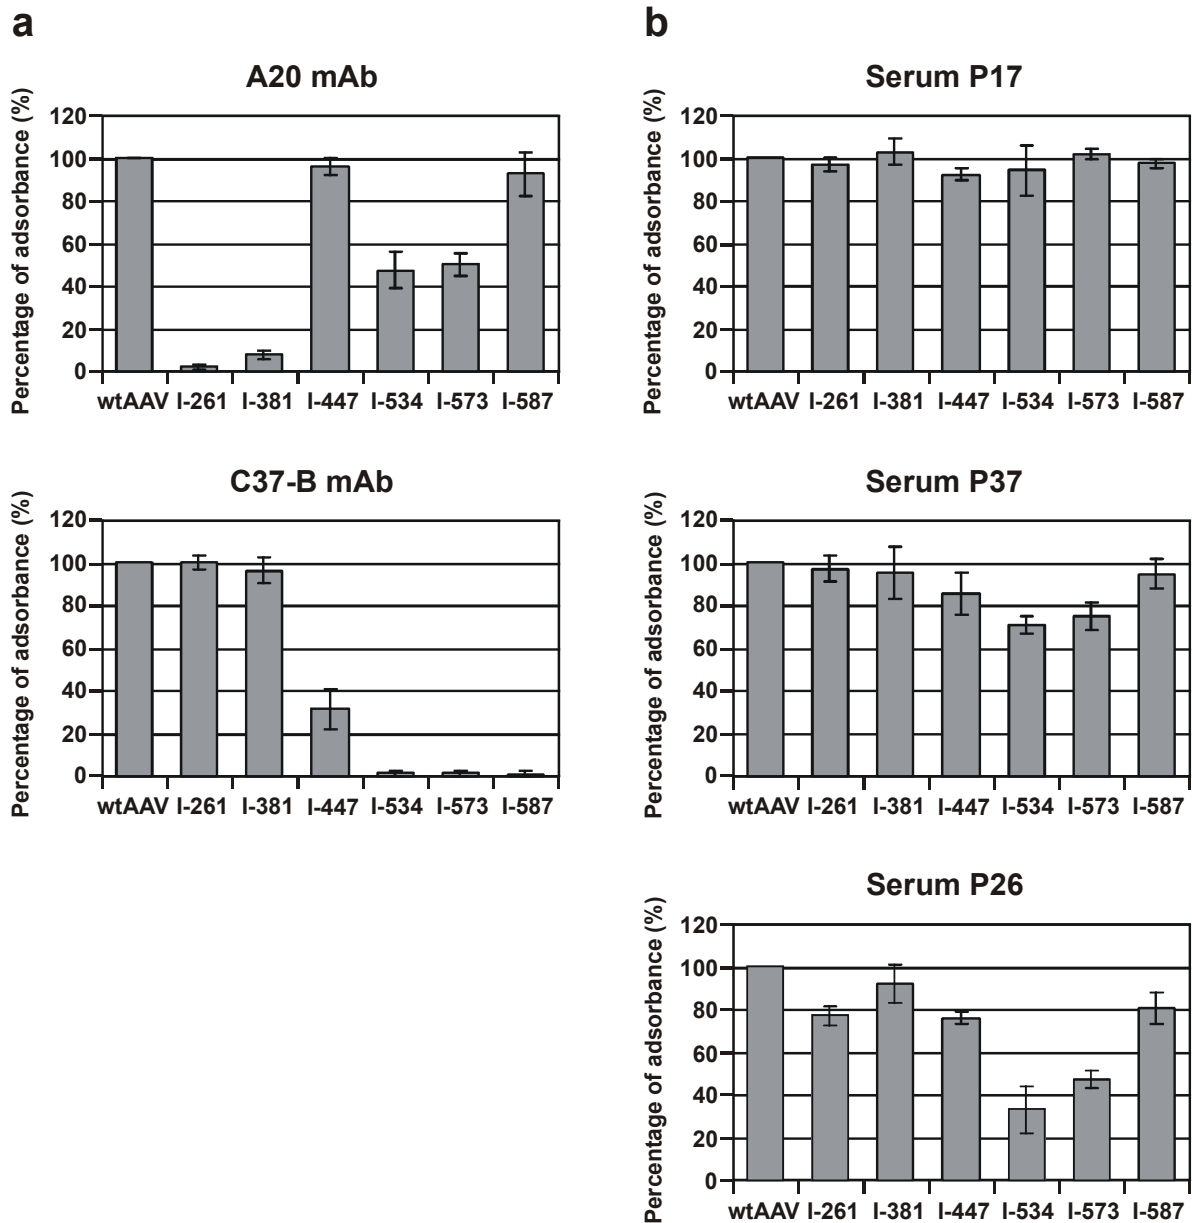 a
A20 mAb
Percentage of adsorbance (%)
120
100
80
60
40
20
0
wtAAV I-261 I-381 I-447 I-534 I-573 I-587
C37-B mAb
Percentage of adsorbance (%)
120
100
80
60
40
20
0
wtAAV I-261 I-381 I-447 I-534 I-573 I-587
b
Serum P17
Percentage of adsorbance (%)
120
100
80
60
40
20
0
wtAAV I-261 I-381 I-447 I-534 I-573 I-587
Serum P37
Percentage of adsorbance (%)
120
100
80
60
40
20
0
wtAAV I-261 I-381 I-447 I-534 I-573 I-587
Serum P26
Percentage of adsorbance (%)
120
100
80
60
40
20
0
wtAAV I-261 I-381 I-447 I-534 I-573 I-587